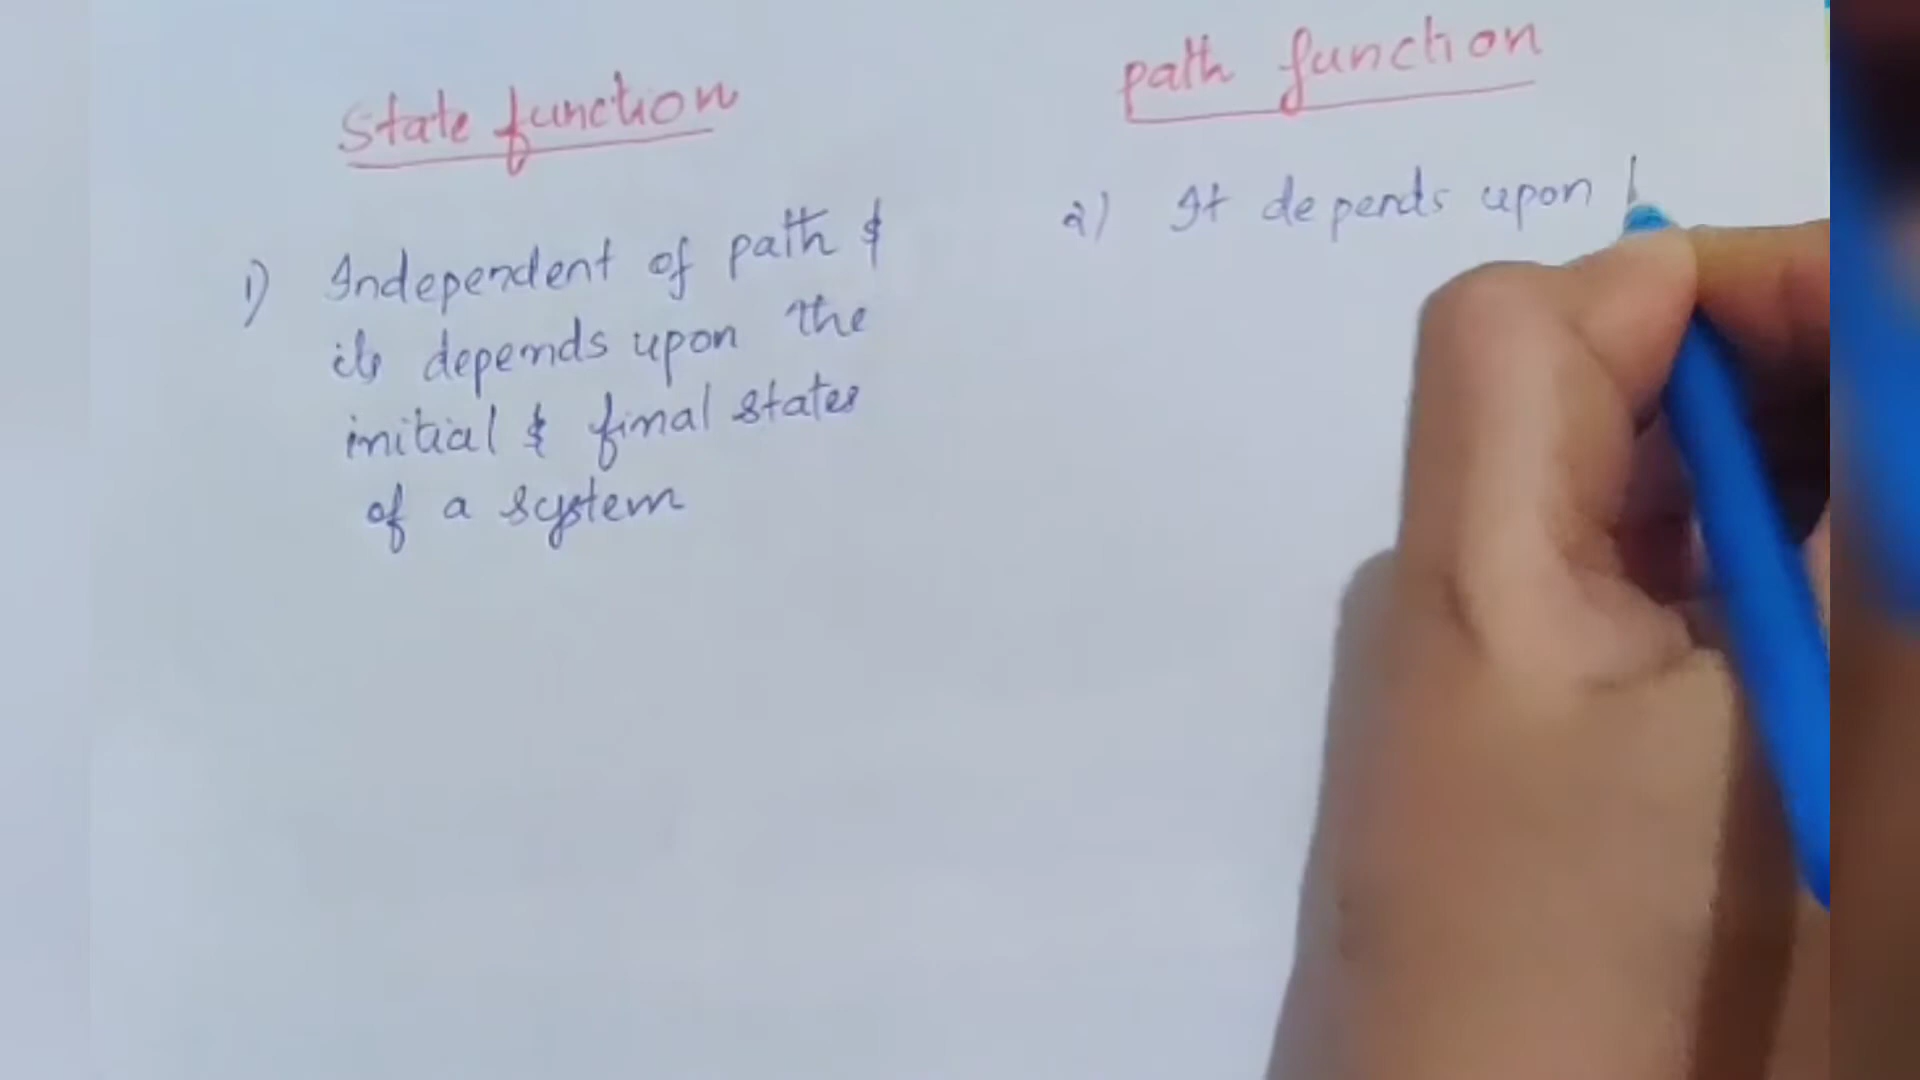 State function
path function
1) Independent of path &
its depends upon the
initial & final states
of a system
2) It depends upon